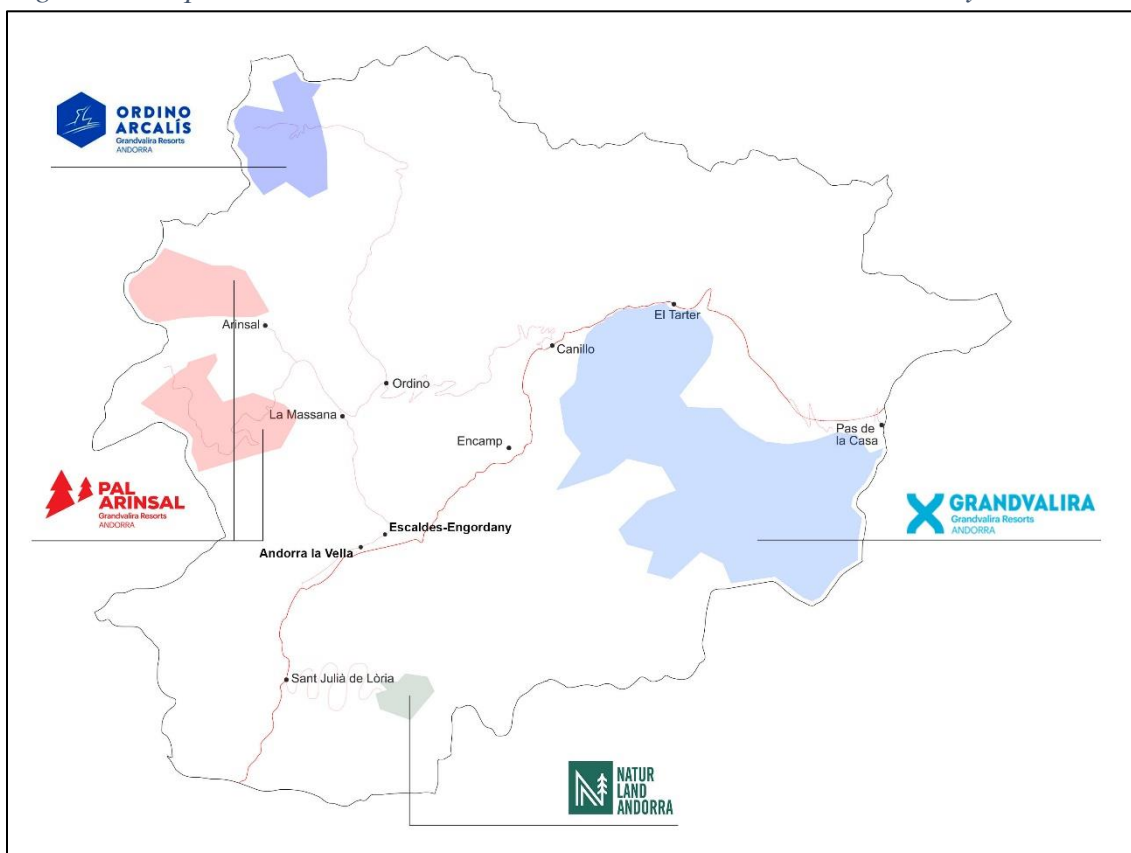 ORDINO
ARCALÍS
Grandvalira Resorts
ANDORRA
El Tarter
Arinsal
Canillo
Ordino
La Massana
Pas de
la Casa
Encamp
PAL
ARINSAL
Grandvalira Resorts
ANDORRA
GRANDVALIRA
Grandvalira Resorts
ANDORRA
Escaldes-Engordany
Andorra la Vella
Sant Julià de Lòria
NATUR
LAND
ANDORRA